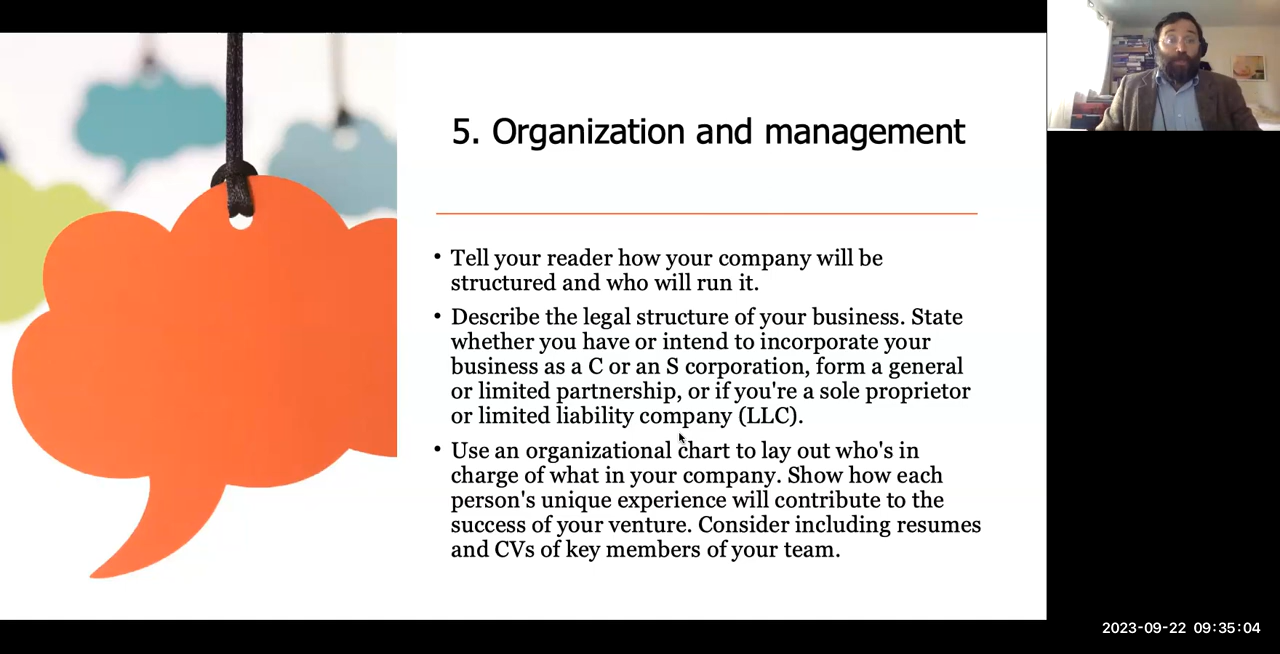 5. Organization and management
• Tell your reader how your company will be
structured and who will run it.
• Describe the legal structure of your business. State
whether you have or intend to incorporate your
business as a C or an S corporation, form a general
or limited partnership, or if you're a sole proprietor
or limited liability company (LLC).
• Use an organizational chart to lay out who's in
charge of what in your company. Show how each
person's unique experience will contribute to the
success of your venture. Consider including resumes
and CVs of key members of your team.
2023-09-22 09:35:04